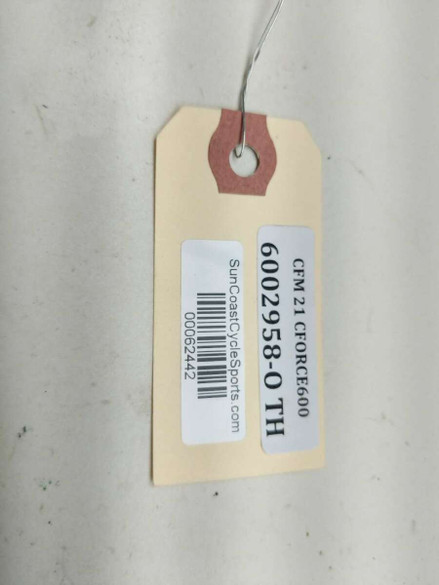 CFM 21 CFORCE600
6002958-0 TH
SunCoastCycleSports.com
00062442